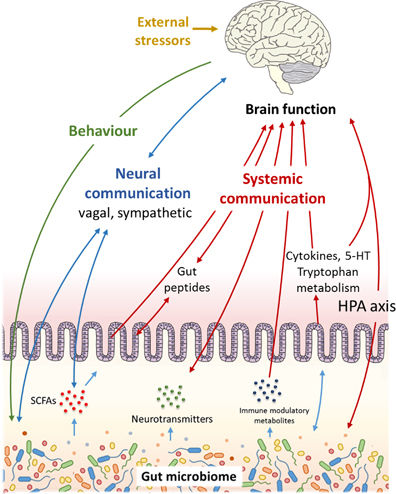 External
stressors
Brain function
Behaviour
Neural
communication
vagal, sympathetic
Systemic
communication
Gut
peptides
Cytokines, 5-HT
Tryptophan
metabolism
HPA axis
SCFAs
Neurotransmitters
Immune modulatory
metabolites
Gut microbiome